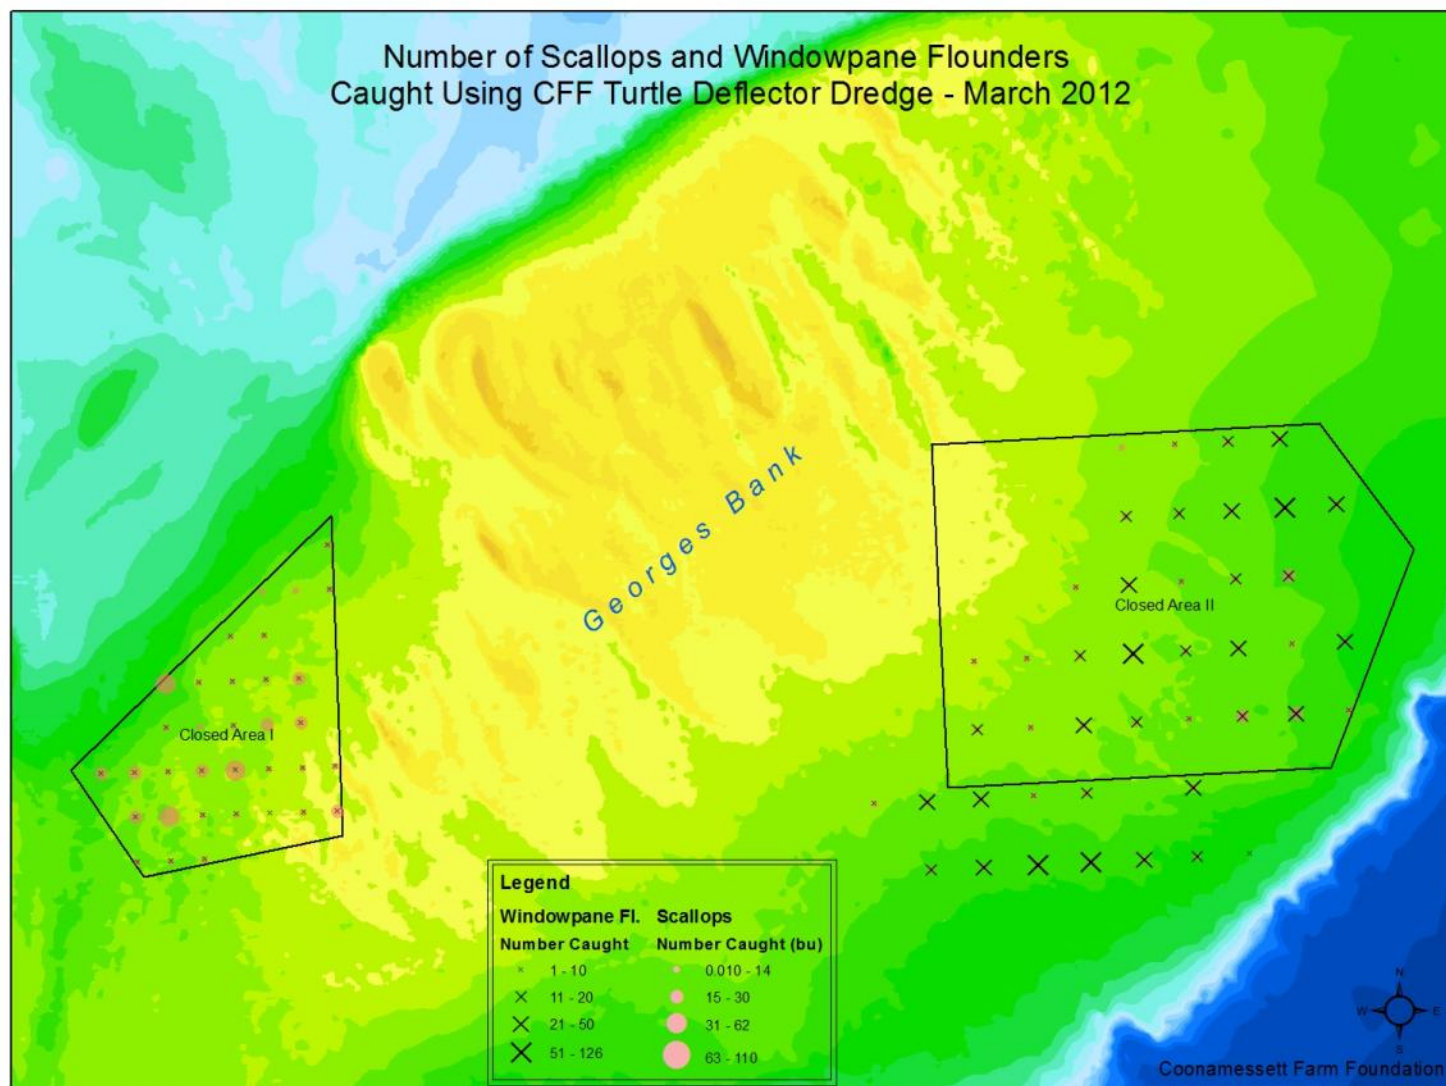 Number of Scallops and Windowpane Flounders
Caught Using CFF Turtle Deflector Dredge - March 2012
Georges Bank
Closed Area II
Closed Area I
Legend
Windowpane Fl. Scallops
Number Caught Number Caught (bu)
1 - 10 0.010 - 14
11 - 20 15 - 30
21 - 50 31 - 62
51 - 126 63 - 110
N
W E
S
Coonamessett Farm Foundation